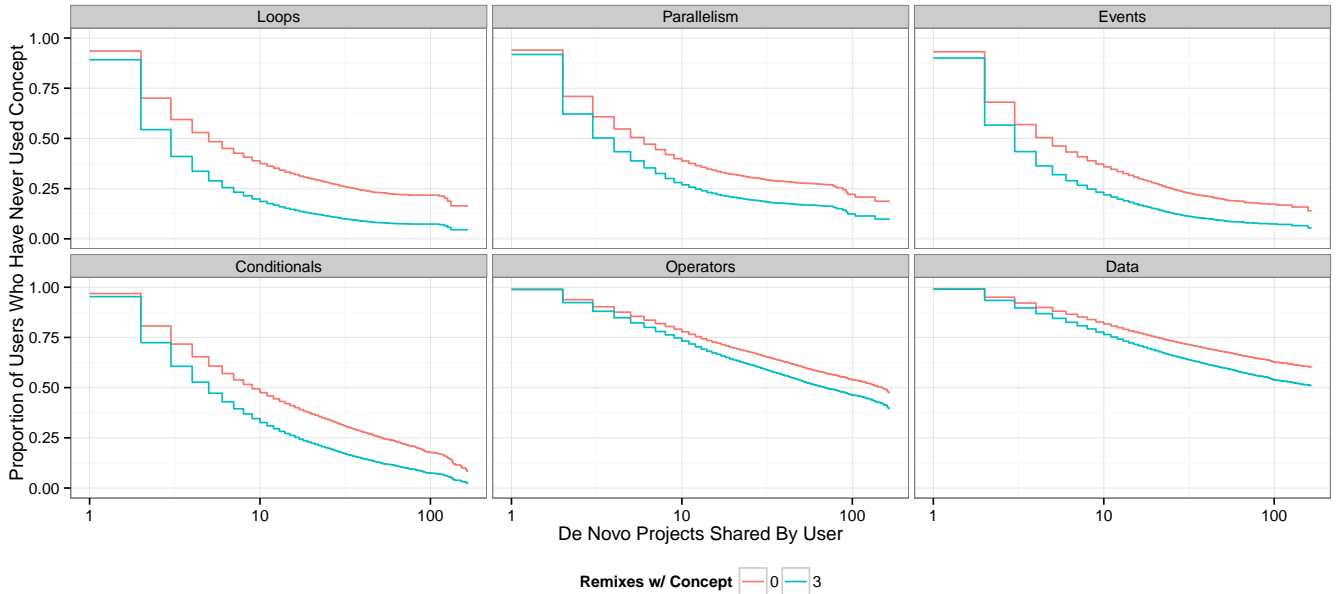 Loops
Parallelism
Events
1.00
0.75
0.50
0.25
0.00
Conditionals
Operators
Data
1.00
0.75
0.50
0.25
0.00
1
10
100
1
10
100
1
10
100
Proportion of Users Who Have Never Used Concept
De Novo Projects Shared By User
Remixes w/ Concept 0 3